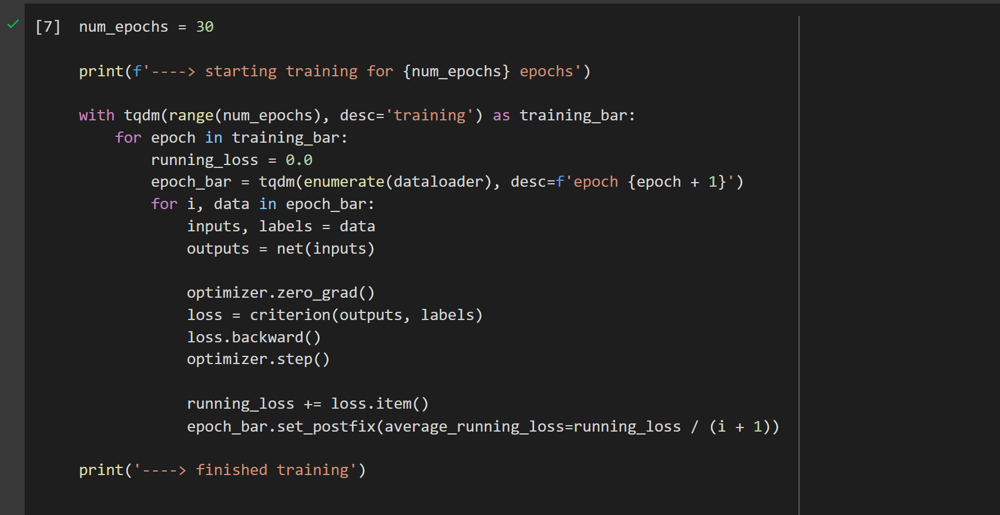 [7] num_epochs = 30
print(f'----> starting training for {num_epochs} epochs')
with tqdm(range(num_epochs), desc='training') as training_bar:
for epoch in training_bar:
running_loss = 0.0
epoch_bar = tqdm(enumerate(dataloader), desc=f'epoch {epoch + 1}')
for i, data in epoch_bar:
inputs, labels = data
outputs = net(inputs)
optimizer.zero_grad()
loss = criterion(outputs, labels)
loss.backward()
optimizer.step()
running_loss += loss.item()
epoch_bar.set_postfix(average_running_loss=running_loss / (i + 1))
print('----> finished training')